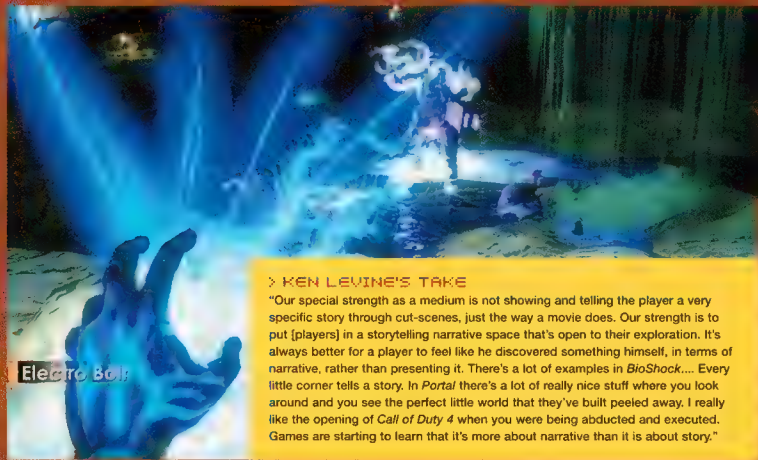 > KEN LEVINE'S TAKE
"Our special strength as a medium is not showing and telling the player a very
specific story through cut-scenes, just the way a movie does. Our strength is to
put [players] in a storytelling narrative space that's open to their exploration. It's
always better for a player to feel like he discovered something himself, in terms of
narrative, rather than presenting it. There's a lot of examples in BioShock.... Every
little corner tells a story. In Portal there's a lot of really nice stuff where you look
around and you see the perfect little world that they've built peeled away. I really
like the opening of Call of Duty 4 when you were being abducted and executed.
Games are starting to learn that it's more about narrative than it is about story."
Electro Bolt